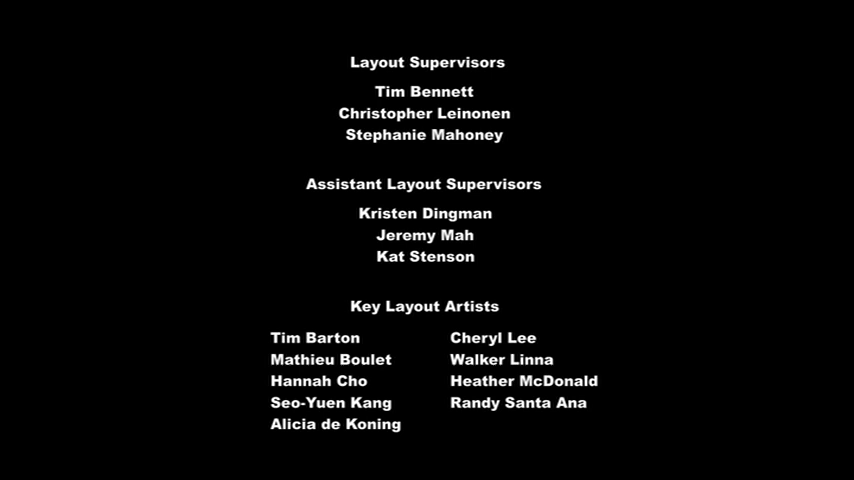 Layout Supervisors
Tim Bennett
Christopher Leinonen
Stephanie Mahoney
Assistant Layout Supervisors
Kristen Dingman
Jeremy Mah
Kat Stenson
Key Layout Artists
Tim Barton
Mathieu Boulet
Hannah Cho
Seo-Yuen Kang
Alicia de Koning
Cheryl Lee
Walker Linna
Heather McDonald
Randy Santa Ana